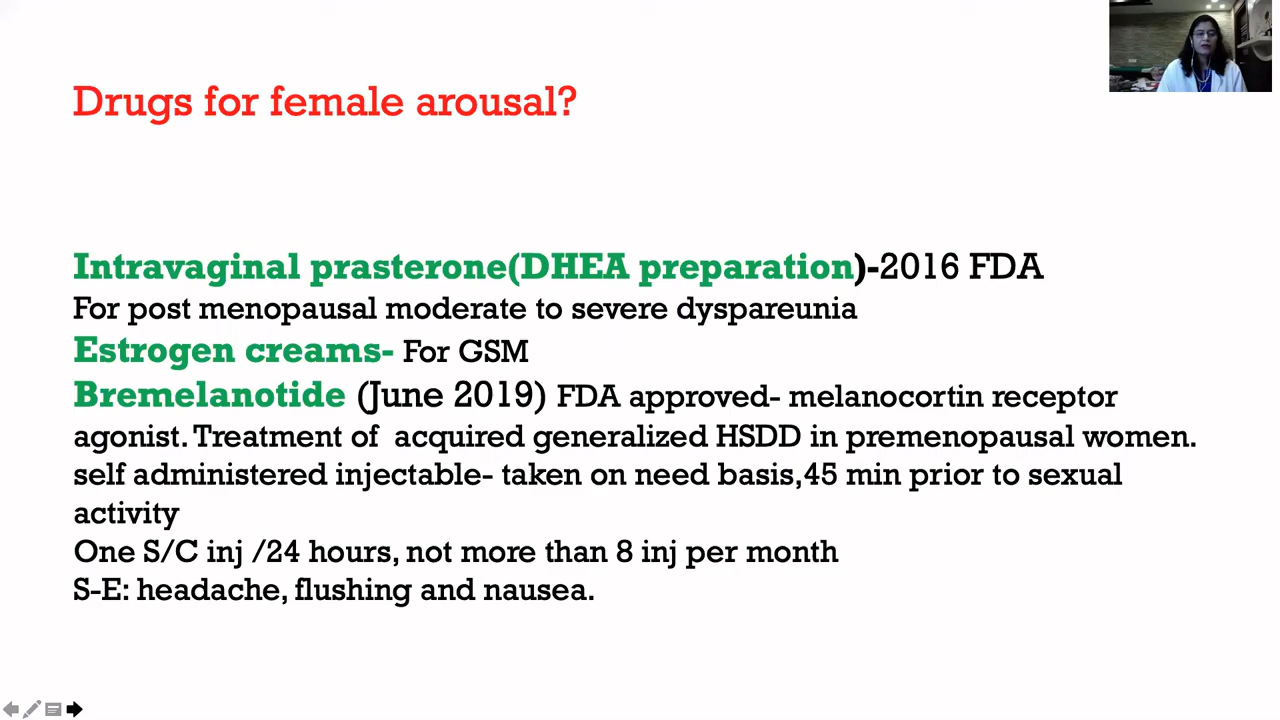 Drugs for female arousal?
Intravaginal prasterone(DHEA preparation)-2016 FDA
For post menopausal moderate to severe dyspareunia
Estrogen creams- For GSM
Bremelanotide (June 2019) FDA approved- melanocortin receptor
agonist. Treatment of acquired generalized HSDD in premenopausal women.
self administered injectable- taken on need basis,45 min prior to sexual
activity
One S/C inj /24 hours, not more than 8 inj per month
S-E: headache, flushing and nausea.